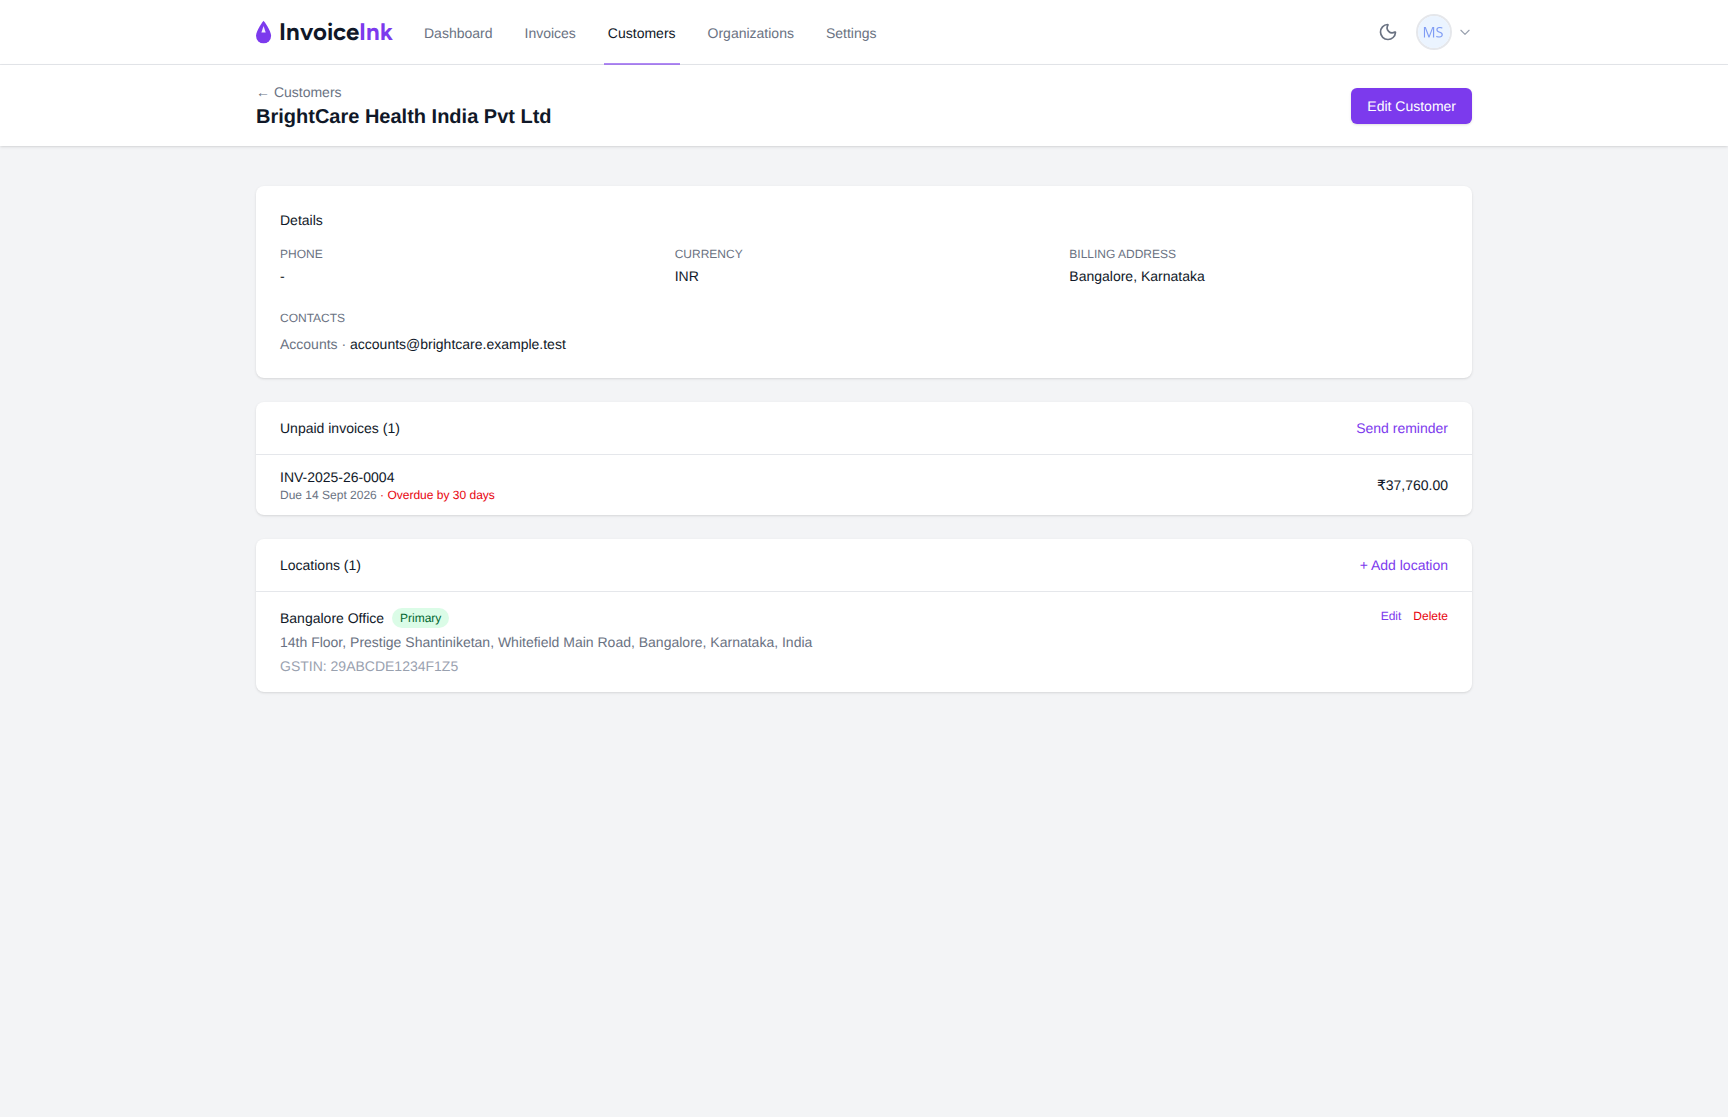 InvoiceInk
Dashboard
Invoices
Customers
Organizations
Settings
MS
← Customers
BrightCare Health India Pvt Ltd
Edit Customer
Details
PHONE
-
CURRENCY
INR
BILLING ADDRESS
Bangalore, Karnataka
CONTACTS
Accounts · accounts@brightcare.example.test
Unpaid invoices (1)
Send reminder
INV-2025-26-0004
Due 14 Sept 2026 · Overdue by 30 days
₹37,760.00
Locations (1)
+ Add location
Bangalore Office Primary
Edit Delete
14th Floor, Prestige Shantiniketan, Whitefield Main Road, Bangalore, Karnataka, India
GSTIN: 29ABCDE1234F1Z5